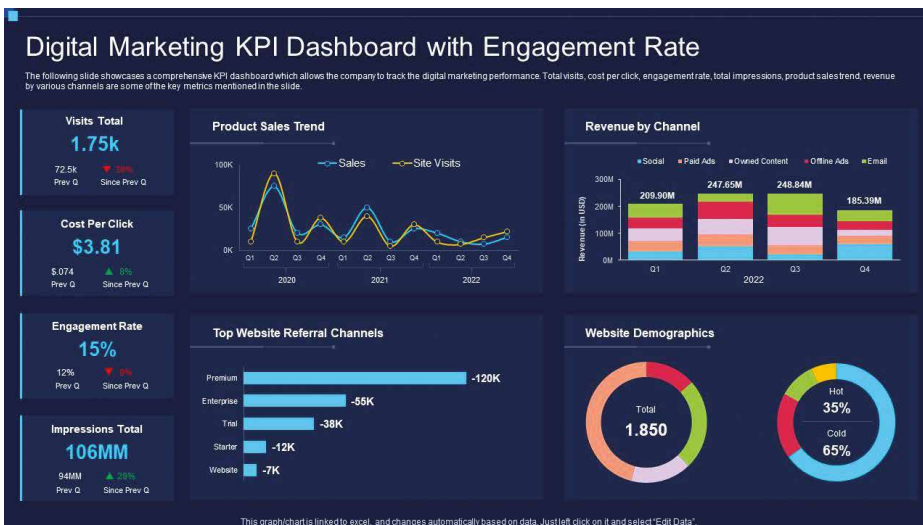 Digital Marketing KPI Dashboard with Engagement Rate
The following slide showcases a comprehensive KPI dashboard which allows the company to track the digital marketing performance. Total visits, cost per click, engagement rate, total impressions, product sales trend, revenue
by various channels are some of the key metrics mentioned in the slide.
Visits Total
1.75k
72.5k
Prev Q Since Prev Q
Cost Per Click
$3.81
$.074 8%
Prev Q Since Prev Q
Engagement Rate
15%
12%
Prev Q Since Prev Q
Impressions Total
106MM
94MM
Prev Q Since Prev Q
Product Sales Trend
Sales Site Visits
100K
50K
0K
Q1 Q2 Q3 Q4 Q1 Q2 Q3 Q4 Q1 Q2 Q3 Q4
2020 2021 2022
Revenue by Channel
Social Paid Ads Owned Content Offline Ads Email
Revenue (in USD)
300M
200M
100M
0M
209.90M 247.65M 248.84M 185.39M
Q1 Q2 Q3 Q4
2022
Top Website Referral Channels
Premium -120K
Enterprise -55K
Trial -38K
Starter -12K
Website -7K
Website Demographics
Total
1.850
Hot
35%
Cold
65%
This graph/chart is linked to excel, and changes automatically based on data. Just left click on it and select "Edit Data".